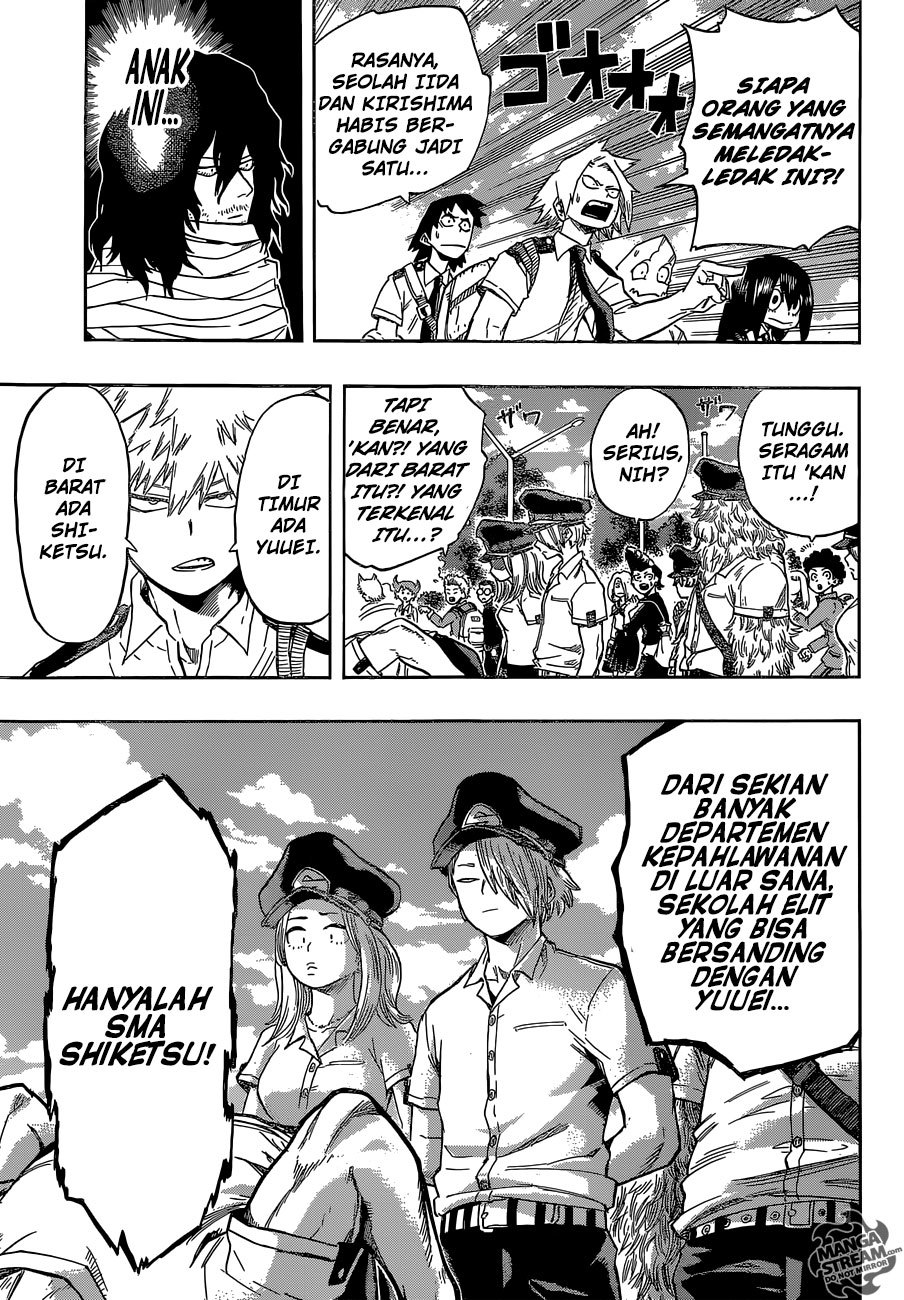 SIAPA
ORANG YANG
SEMANGATNYA
MELEDAK-
LEDAK INI?!
ゴオオオ
RASANYA,
SEOLAH IIDA
DAN KIRISHIMA
HABIS BER-
GABUNG JADI
SATU...
ANAK
INI...
TUNGGU.
SERAGAM
ITU 'KAN
...!
ザワ
AH!
SERIUS,
NIH?
ザワ
TAPI
BENAR,
'KAN?! YANG
DARI BARAT
ITU?! YANG
TERKENAL
ITU...?
DI
TIMUR
ADA
YUUEI.
DI
BARAT
ADA
SHI-
KETSU.
DARI SEKIAN
BANYAK
DEPARTEMEN
KEPAHLAWANAN
DI LUAR SANA,
SEKOLAH ELIT
YANG BISA
BERSANDING
DENGAN
YUUEI...
HANYALAH
SMA
SHIKETSU!
MANGA
STREAM.COM
DO NOT MIRROR